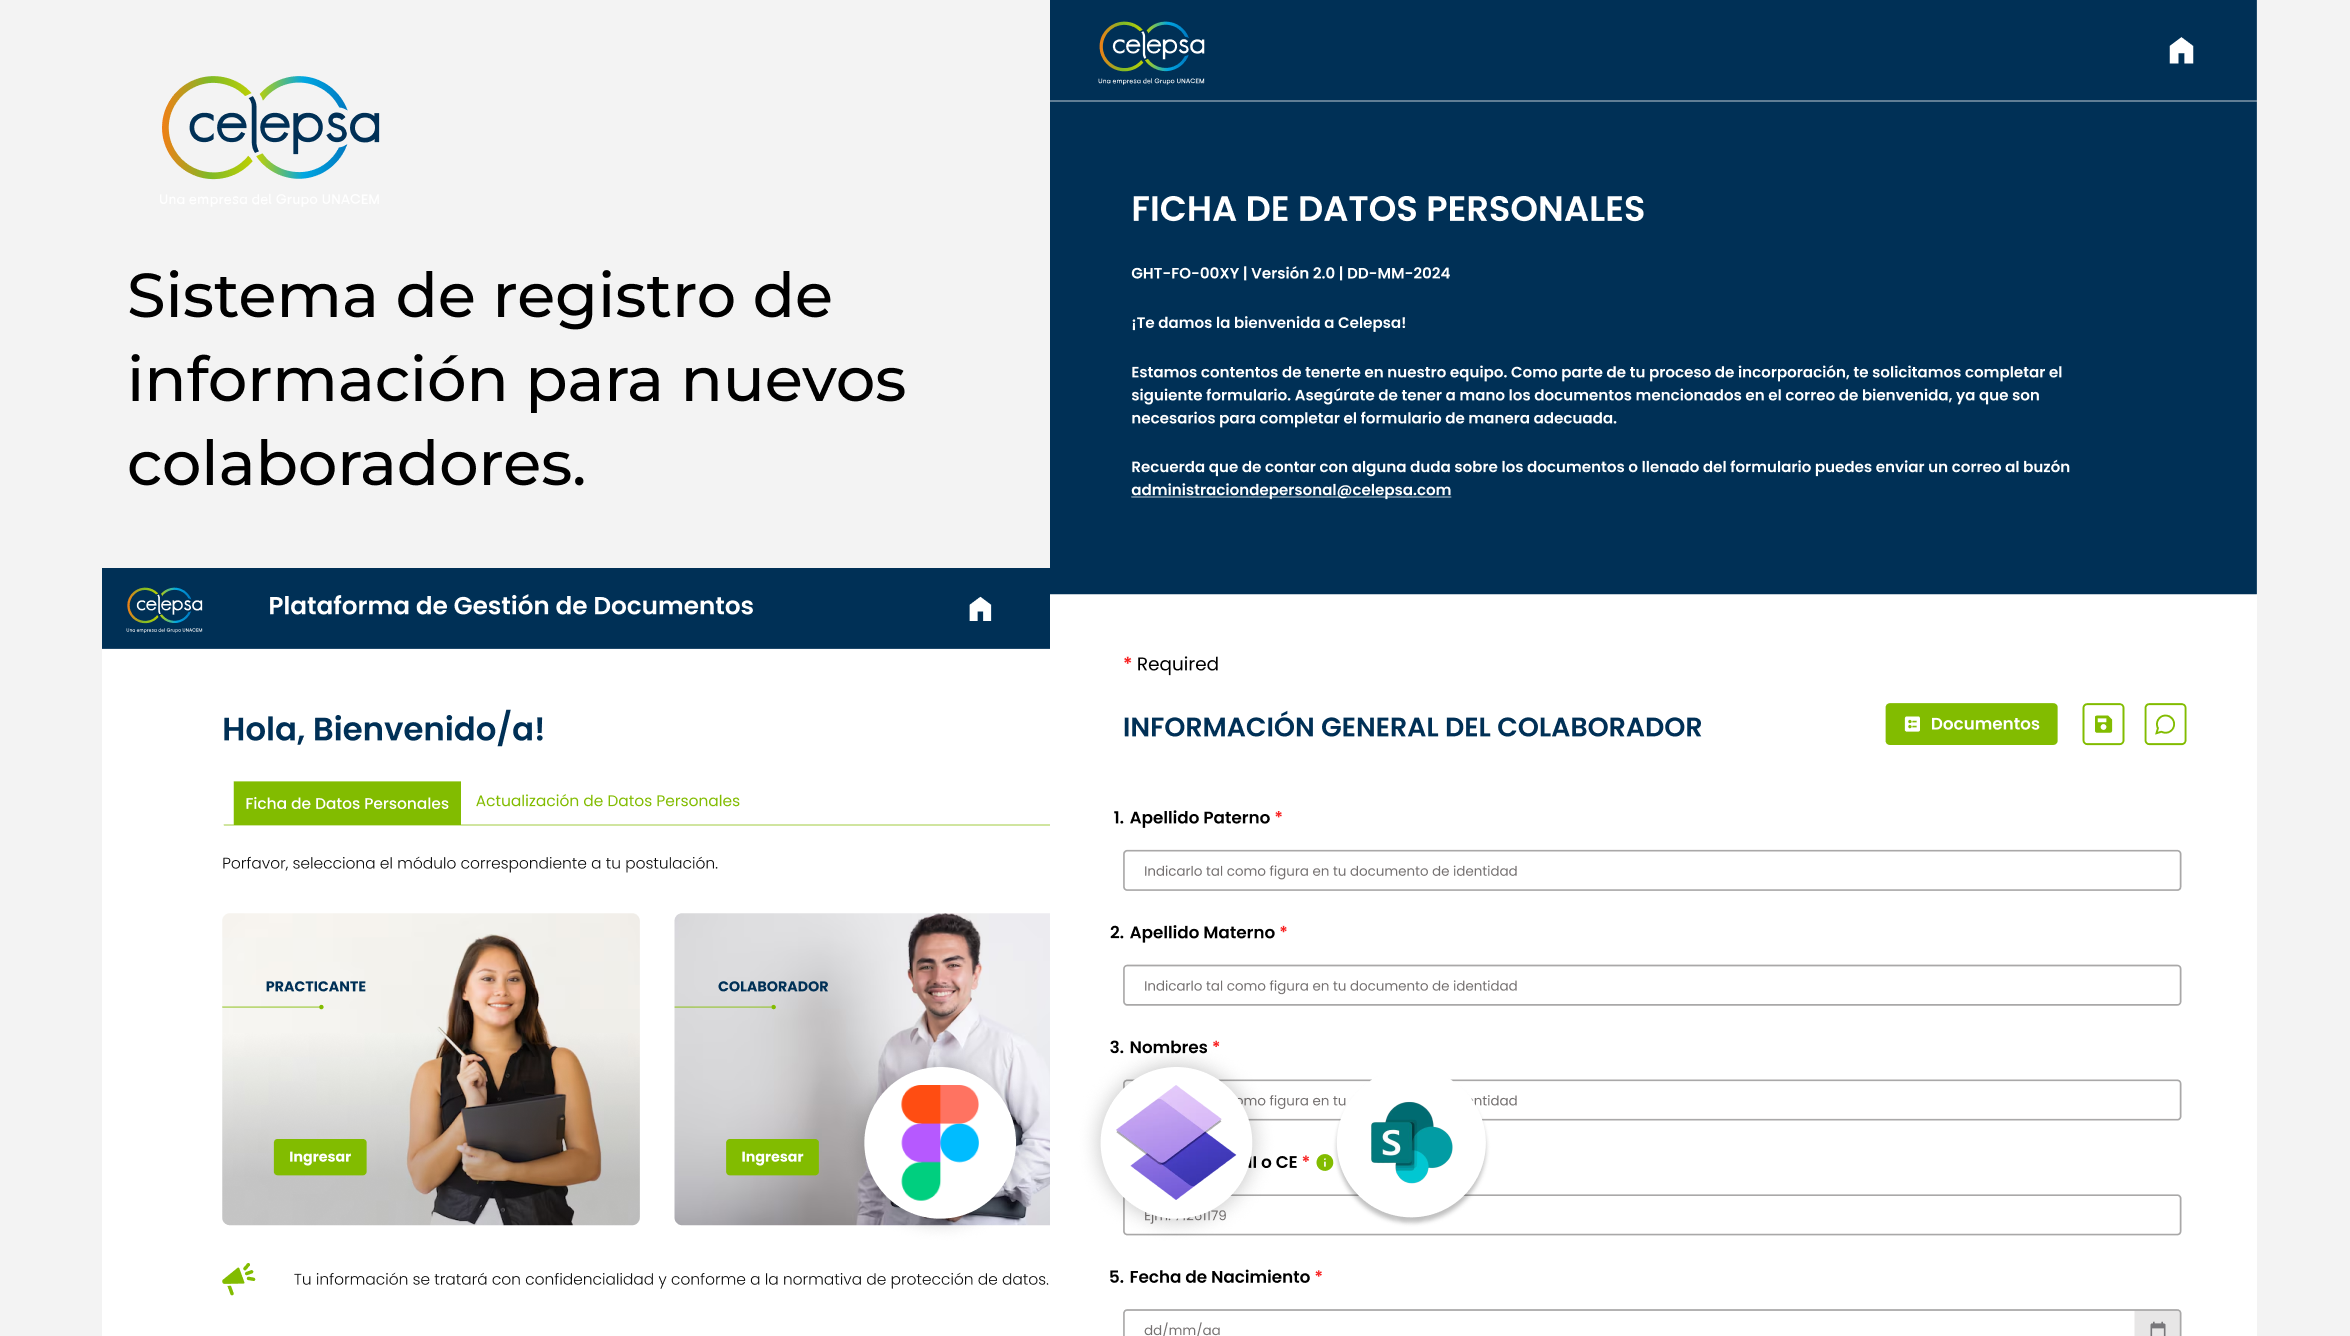 celepsa
Una empresa del Grupo UNACEM
Sistema de registro de
información para nuevos
colaboradores.
celepsa
Una empresa del Grupo UNACEM
Plataforma de Gestión de Documentos
Hola, Bienvenido/a!
Ficha de Datos Personales
Actualización de Datos Personales
Porfavor, selecciona el módulo correspondiente a tu postulación.
PRACTICANTE
Ingresar
COLABORADOR
Ingresar
Tu información se tratará con confidencialidad y conforme a la normativa de protección de datos.
celepsa
Una empresa del Grupo UNACEM
FICHA DE DATOS PERSONALES
GHT-FO-00XY | Versión 2.0 | DD-MM-2024
¡Te damos la bienvenida a Celepsa!
Estamos contentos de tenerte en nuestro equipo. Como parte de tu proceso de incorporación, te solicitamos completar el
siguiente formulario. Asegúrate de tener a mano los documentos mencionados en el correo de bienvenida, ya que son
necesarios para completar el formulario de manera adecuada.
Recuerda que de contar con alguna duda sobre los documentos o llenado del formulario puedes enviar un correo al buzón
administraciondepersonal@celepsa.com
* Required
INFORMACIÓN GENERAL DEL COLABORADOR
Documentos
1. Apellido Paterno *
Indicarlo tal como figura en tu documento de identidad
2. Apellido Materno *
Indicarlo tal como figura en tu documento de identidad
3. Nombres *
figura en tu
S
o CE *
5. Fecha de Nacimiento *
dd/mm/aa